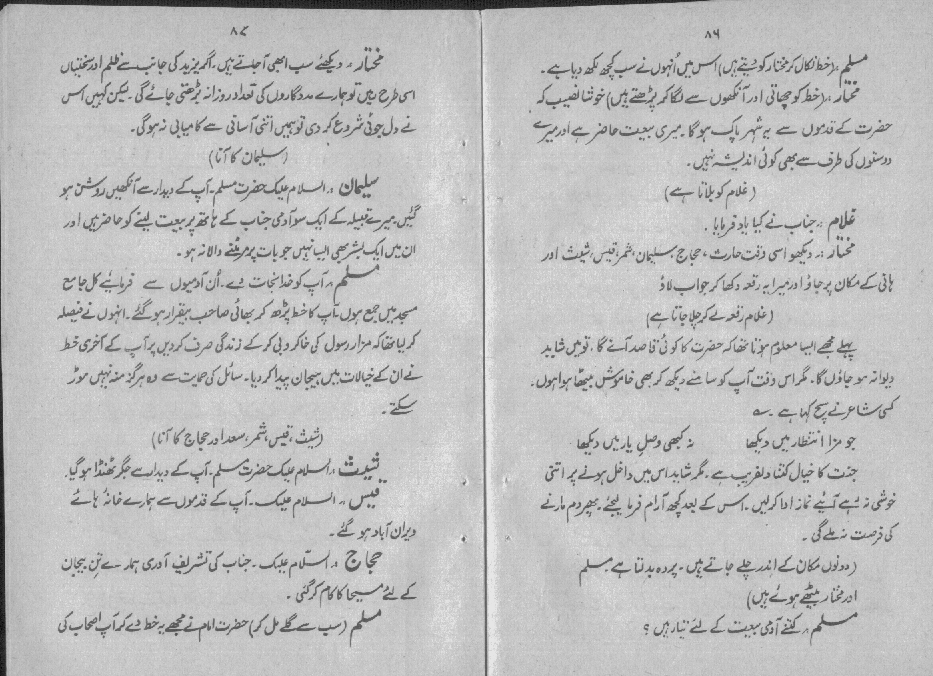 ۸۶
مسلم :۔ (خط نکال کر مختار کو دیتے ہیں) اس میں اُنہوں نے سب کچھ لکھ دیا ہے۔
مختار :۔ (خط کو چھاتی اور آنکھوں سے لگا کر پڑھتے ہیں) خوشا نصیب کہ
حضرت کے قدموں سے یہ شہر پاک ہوگا۔ میری بیعت حاضر ہے اور میرے
دوستوں کی طرف سے بھی کوئی اندیشہ نہیں۔
(غلام کو بلاتا ہے)
غلام :۔ جناب نے کیا یاد فرمایا۔
مختار :۔ دیکھو اسی وقت حارث، حجاج، سلیمان، شمر، قیس، شیث اور
ہانی کے مکان پر جاؤ اور میرا یہ رقعہ دکھا کر جواب لاؤ
(غلام رقعہ لے کر چلا جاتا ہے)
پہلے مجھے ایسا معلوم ہوتا تھا کہ حضرت کا کوئی قاصد آئے گا، تو میں شاید
دیوانہ ہو جاؤں گا۔ مگر اس وقت آپ کو سامنے دیکھ کر بھی خاموش بیٹھا ہوا ہوں۔
کسی شاعر نے سچ کہا ہے۔ ؎
جو مزا انتظار میں دیکھا نہ کبھی وصلِ یار میں دیکھا
جنت کا خیال کتنا دلفریب ہے۔ مگر شاید اس میں داخل ہونے پر اتنی
خوشی نہ رہے آئیے نماز ادا کرلیں۔ اس کے بعد کچھ آرام فرما لیجئے۔ پھر دم مارنے
کی فرصت نہ ملے گی۔
(دونوں مکان کے اندر چلے جاتے ہیں۔ پردہ بدلتا ہے مسلم
اور مختار بیٹھے ہوئے ہیں)
مسلم :۔ کتنے آدمی بیعت کے لئے تیار ہیں؟
۸۷
مختار :۔ دیکھئے سب ابھی آجاتے ہیں۔ اگر یزید کی جانب سے ظلم اور سختیاں
اسی طرح رہیں تو ہمارے مددگاروں کی تعداد روزانہ بڑھتی جائے گی۔ لیکن کہیں اس
نے دل جوئی شروع کر دی تو ہمیں اتنی آسانی سے کامیابی نہ ہوگی۔
(سلیمان کا آنا)
سلیمان :۔ السلام علیک حضرت مسلم۔ آپ کے دیدار سے آنکھیں روشن ہو
گئیں۔ میرے قبیلہ کے ایک سو آدمی جناب کے ہاتھ پر بیعت لینے کو حاضر ہیں اور
ان میں ایک بشر بھی ایسا نہیں جو بات پر مر مٹنے والا نہ ہو۔
مسلم :۔ آپ کو خدا نجات دے۔ اُن آدمیوں سے فرمائیے کل جامع
مسجد میں جمع ہوں۔ آپ کا خط پڑھ کر بھائی صاحب بیقرار ہو گئے۔ انہوں نے فیصلہ
کر لیا تھا کہ مزار رسول کی خاکروبی کر کے زندگی صرف کر دیں پر آپ کے آخری خط
نے ان کے خیالات میں ہیجان پیدا کر دیا۔ سائل کی حمایت سے وہ ہرگز منہ نہیں موڑ
سکتے۔
(شیث، قیس، شمر، سعد اور حجاج کا آنا)
شیث :۔ السلام علیک حضرت مسلم۔ آپ کے دیدار سے جگر ٹھنڈا ہو گیا۔
قیس :۔ السلام علیک۔ آپ کے قدموں سے ہمارے خانہ ہائے
ویران آباد ہو گئے۔
حجاج :۔ السّلام علیک۔ جناب کی تشریف آوری ہمارے تنِ بیجان
کے لئے مسیحا کا کام کر گئی۔
مسلم (سب سے گلے مل کر) حضرت امام نے مجھے یہ خط دے کر آپ اصحاب کی